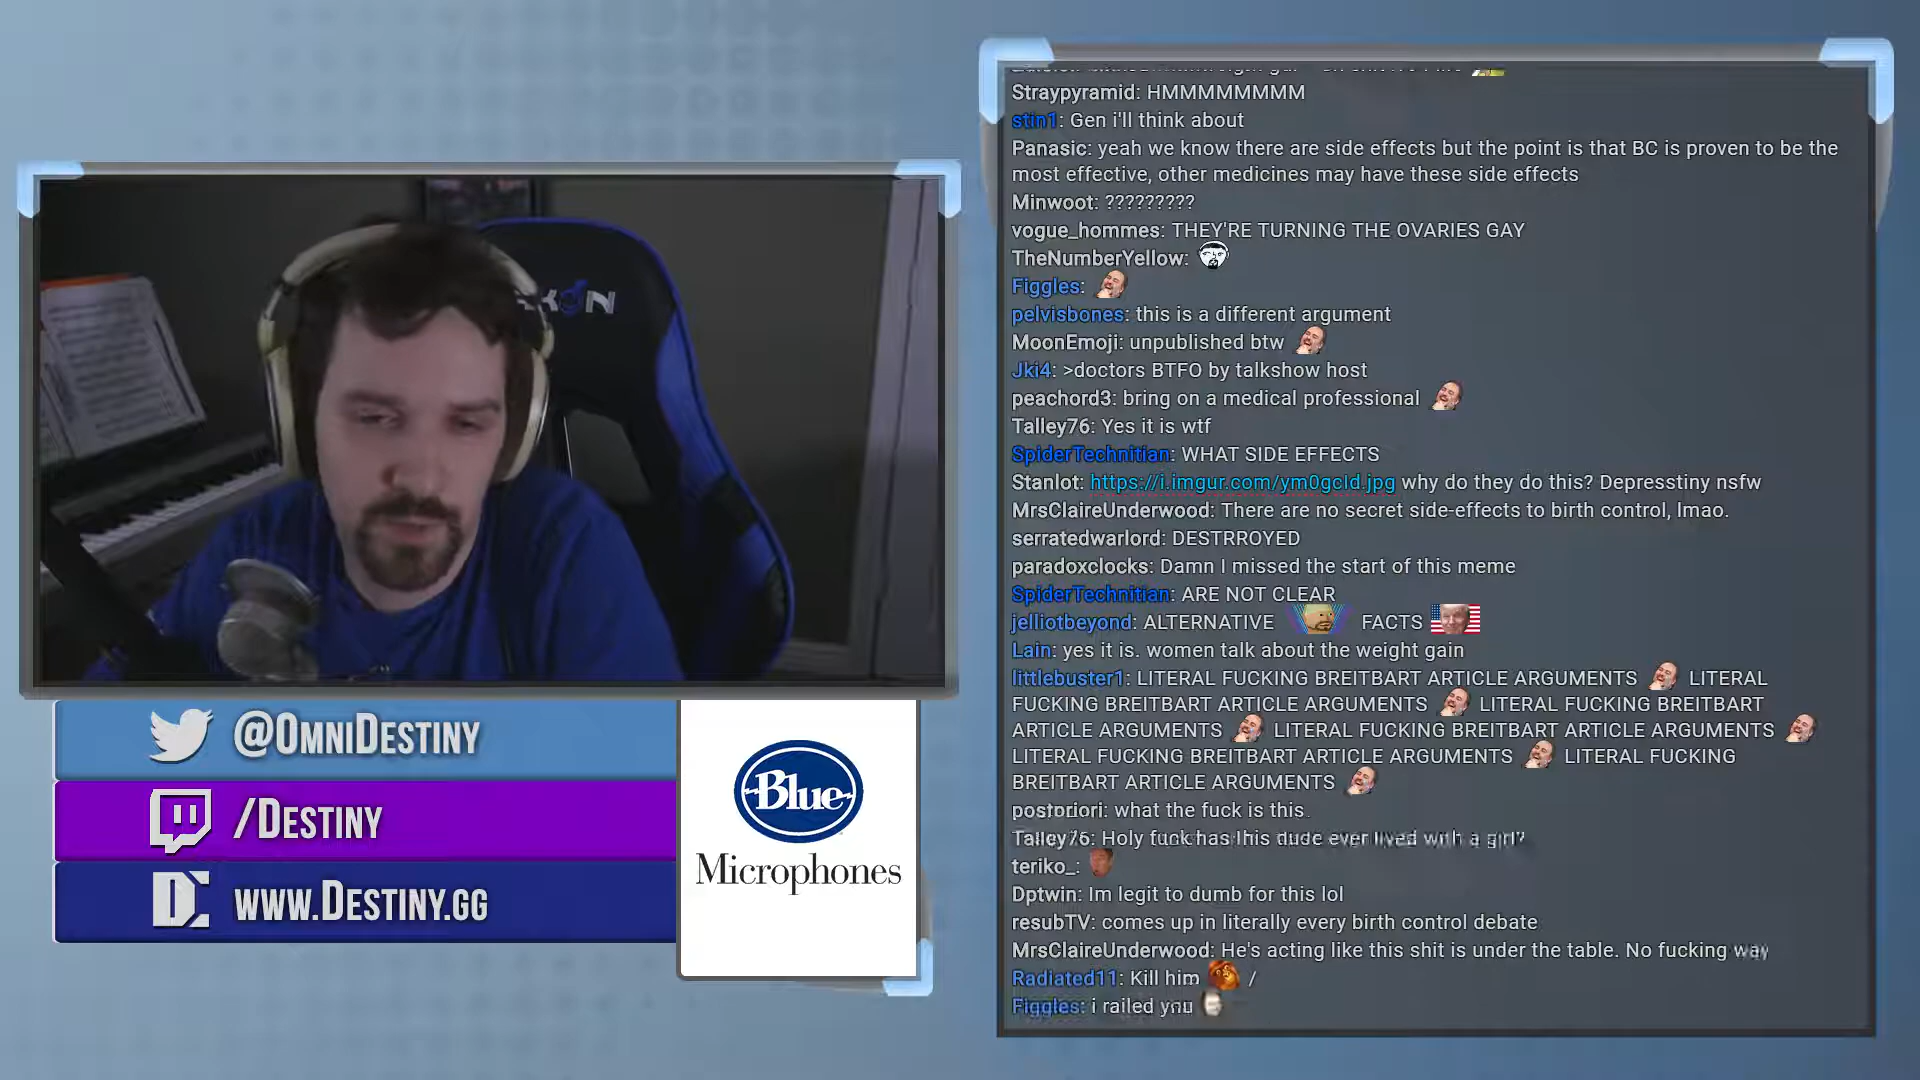 Straypyramid: HMMMMMMMM
stin1: Gen i'll think about
Panasic: yeah we know there are side effects but the point is that BC is proven to be the
most effective, other medicines may have these side effects
Minwoot: ?????????
vogue_hommes: THEY'RE TURNING THE OVARIES GAY
TheNumberYellow:
Figgles:
pelvisbones: this is a different argument
MoonEmoji: unpublished btw
Jki4: >doctors BTFO by talkshow host
peachord3: bring on a medical professional
Talley76: Yes it is wtf
SpiderTechnitian: WHAT SIDE EFFECTS
Stanlot: https://i.imgur.com/ym0gcId.jpg why do they do this? Depresstiny nsfw
MrsClaireUnderwood: There are no secret side-effects to birth control, lmao.
serratedwarlord: DESTRROYED
paradoxclocks: Damn I missed the start of this meme
SpiderTechnitian: ARE NOT CLEAR
jelliotbeyond: ALTERNATIVE FACTS
Lain: yes it is. women talk about the weight gain
littlebuster1: LITERAL FUCKING BREITBART ARTICLE ARGUMENTS LITERAL
FUCKING BREITBART ARTICLE ARGUMENTS LITERAL FUCKING BREITBART
ARTICLE ARGUMENTS LITERAL FUCKING BREITBART ARTICLE ARGUMENTS
LITERAL FUCKING BREITBART ARTICLE ARGUMENTS LITERAL FUCKING
BREITBART ARTICLE ARGUMENTS
postoriori: what the fuck is this
Talley76: Holy fuck has this dude ever lived with a girl?
teriko_:
Dptwin: Im legit to dumb for this lol
resubTV: comes up in literally every birth control debate
MrsClaireUnderwood: He's acting like this shit is under the table. No fucking way
Radiated11: Kill him /
Figgles: i railed you
@OMNIDESTINY
/DESTINY
WWW.DESTINY.GG
Blue
Microphones